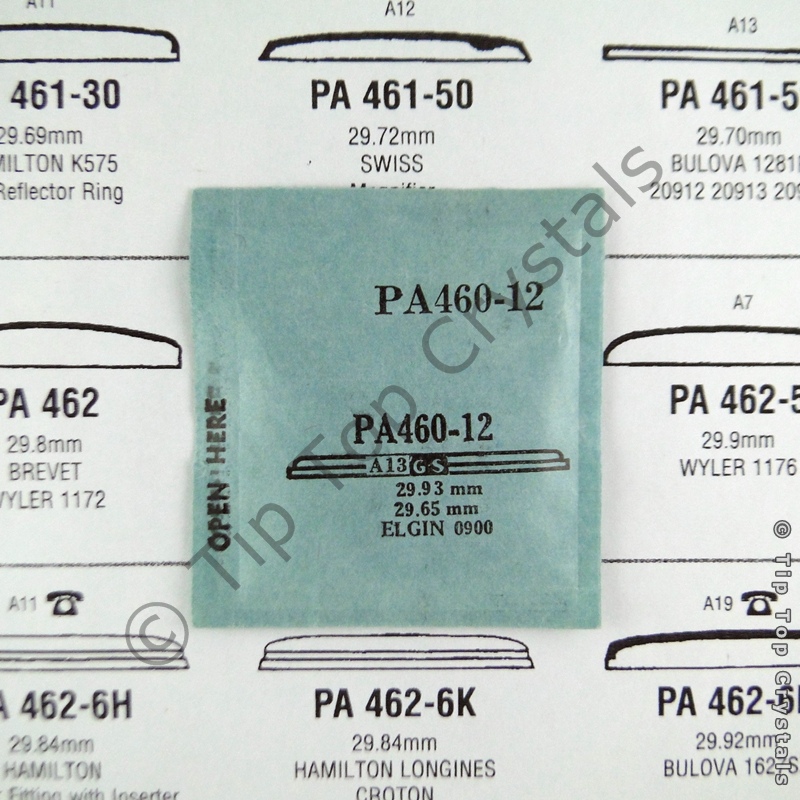 A11
A12
A13
461-30
PA 461-50
PA 461-5
29.69mm
29.72mm
29.70mm
MILTON K575
SWISS
BULOVA 1281
Reflector Ring
Magnifier
20912 20913 209
PA460-12
A7
PA 462
PA460-12
PA 462-5
29.8mm
A13 G-S
29.9mm
BREVET
29.93 mm
WYLER 1176
WYLER 1172
29.65 mm
ELGIN 0900
OPEN HERE
A11
A19
PA 462-6H
PA 462-6K
PA 462-6
29.84mm
29.84mm
29.92mm
HAMILTON
HAMILTON LONGINES
BULOVA 162
Fitting with Inserter
CROTON
© Tip Top Crystals
© Tip Top Crystals